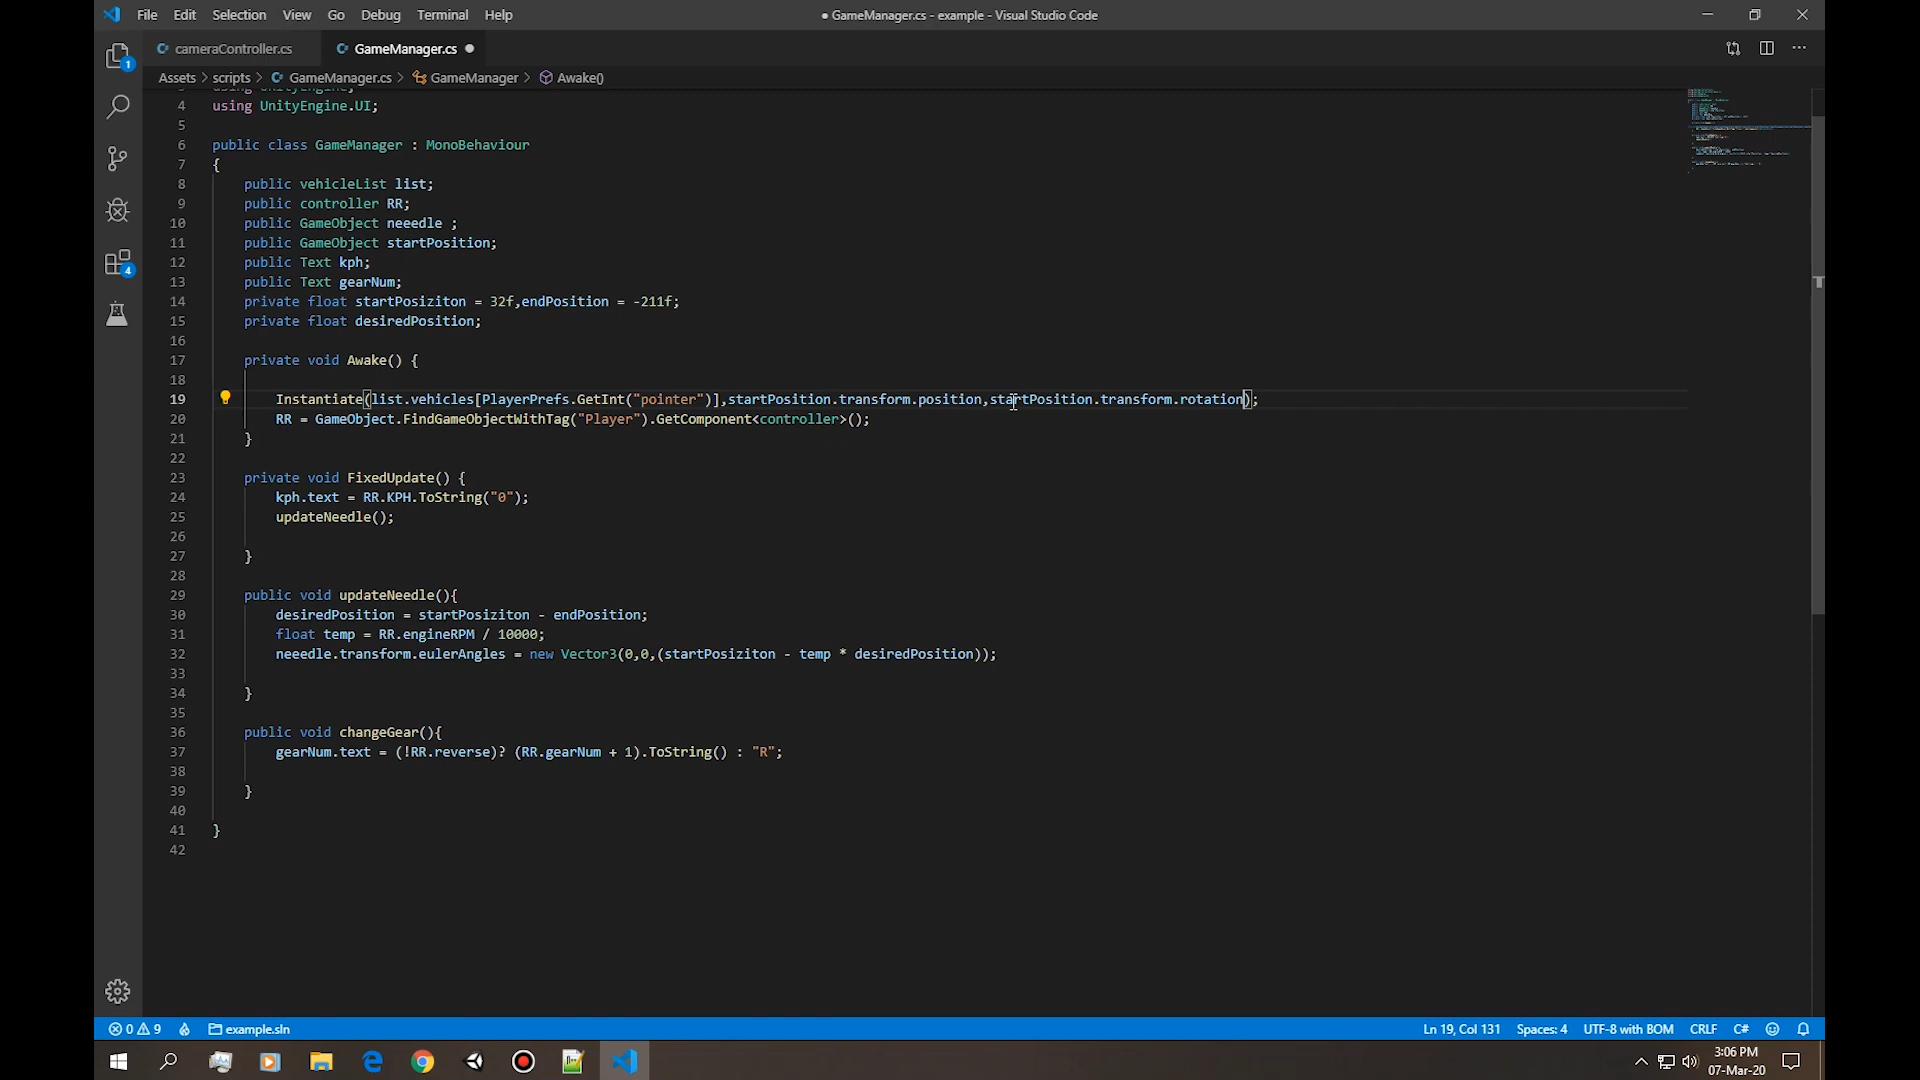 File Edit Selection View Go Debug Terminal Help
● GameManager.cs - example - Visual Studio Code
cameraController.cs
GameManager.cs ●
Assets > scripts > GameManager.cs > GameManager > Awake()
using UnityEngine;
4 using UnityEngine.UI;
5
6 public class GameManager : MonoBehaviour
7 {
8 public vehicleList list;
9 public controller RR;
10 public GameObject neeedle ;
11 public GameObject startPosition;
12 public Text kph;
13 public Text gearNum;
14 private float startPosiziton = 32f,endPosition = -211f;
15 private float desiredPosition;
16
17 private void Awake() {
18
19 Instantiate(list.vehicles[PlayerPrefs.GetInt("pointer")],startPosition.transform.position,startPosition.transform.rotation);
20 RR = GameObject.FindGameObjectWithTag("Player").GetComponent<controller>();
21 }
22
23 private void FixedUpdate() {
24 kph.text = RR.KPH.ToString("0");
25 updateNeedle();
26
27 }
28
29 public void updateNeedle(){
30 desiredPosition = startPosiziton - endPosition;
31 float temp = RR.engineRPM / 10000;
32 neeedle.transform.eulerAngles = new Vector3(0,0,(startPosiziton - temp * desiredPosition));
33
34 }
35
36 public void changeGear(){
37 gearNum.text = (!RR.reverse)? (RR.gearNum + 1).ToString() : "R";
38
39 }
40
41 }
42
1
4
0 9 example.sln
Ln 19, Col 131 Spaces: 4 UTF-8 with BOM CRLF C#
3:06 PM
07-Mar-20